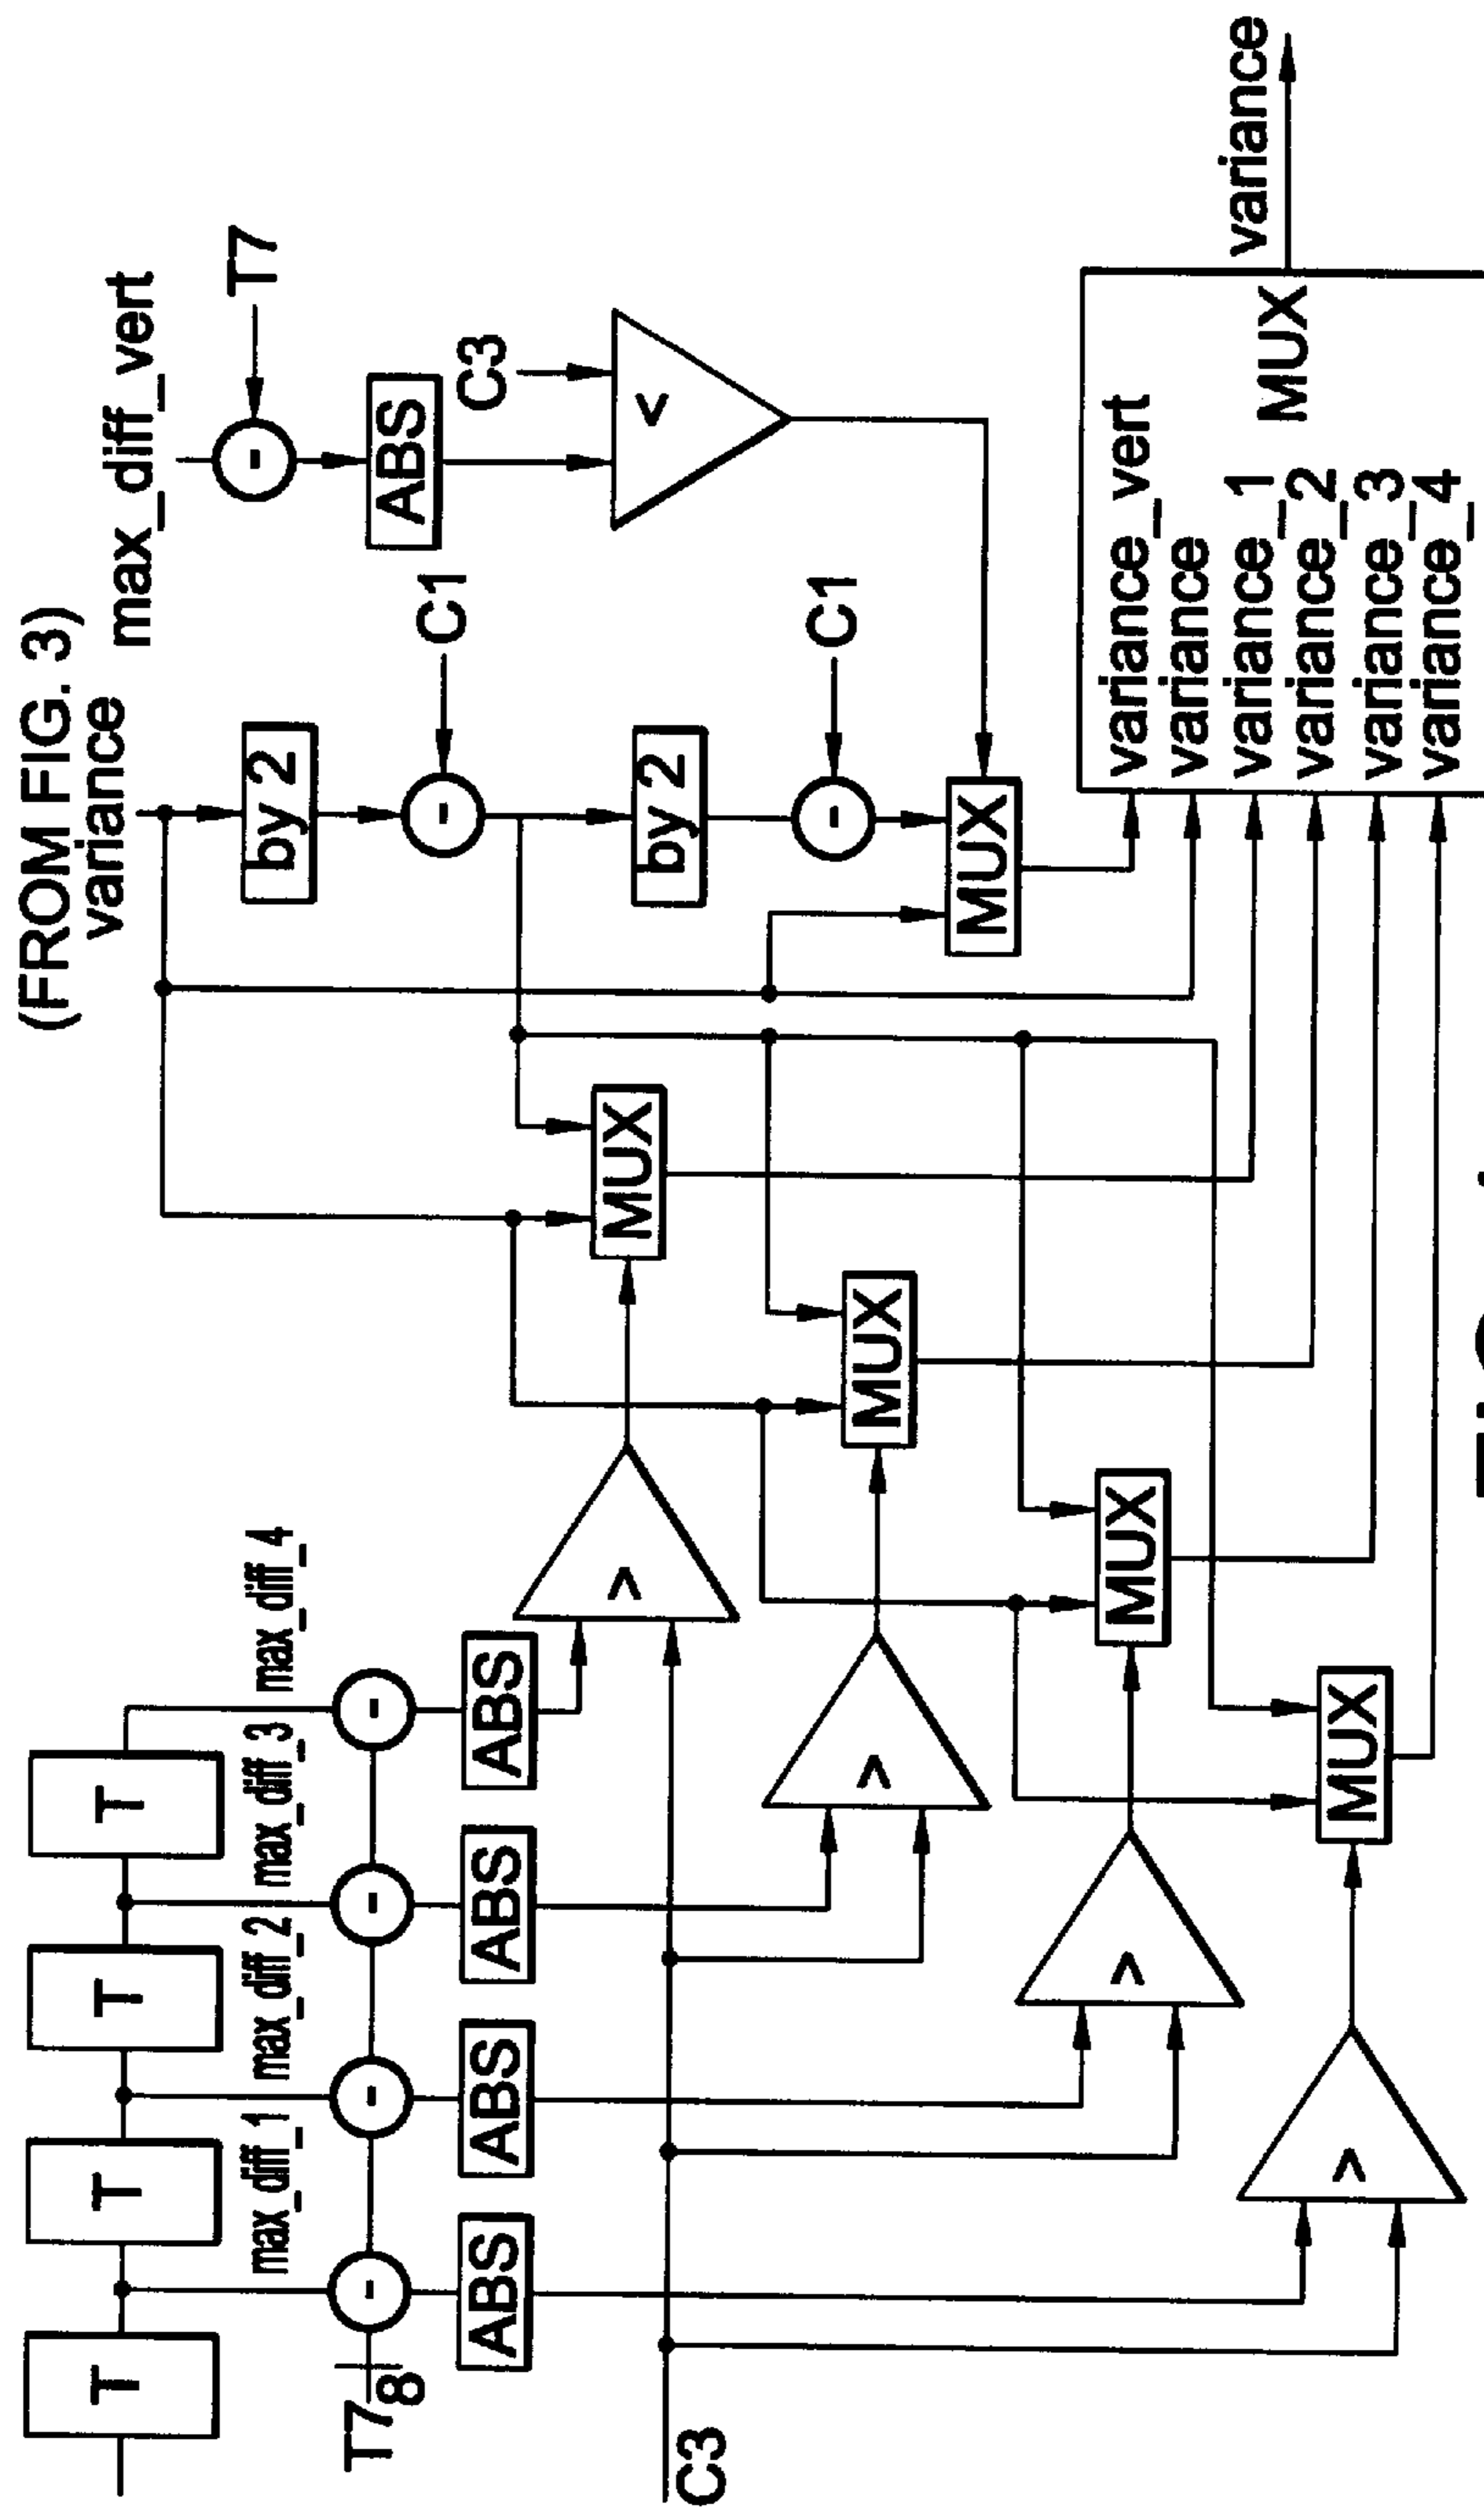 (FROM FIG. 3)
variance
max_diff_vert
T7
by 2
C1
ABS
C3
<
by 2
C1
MUX
T
T
T
T
max_diff_1
max_diff_2
max_diff_3
max_diff_4
T7
8
-
-
-
-
-
-
-
ABS
ABS
ABS
ABS
C3
>
>
>
>
MUX
MUX
MUX
MUX
variance_vert
variance
variance_1
variance_2
variance_3
variance_4
MUX
variance